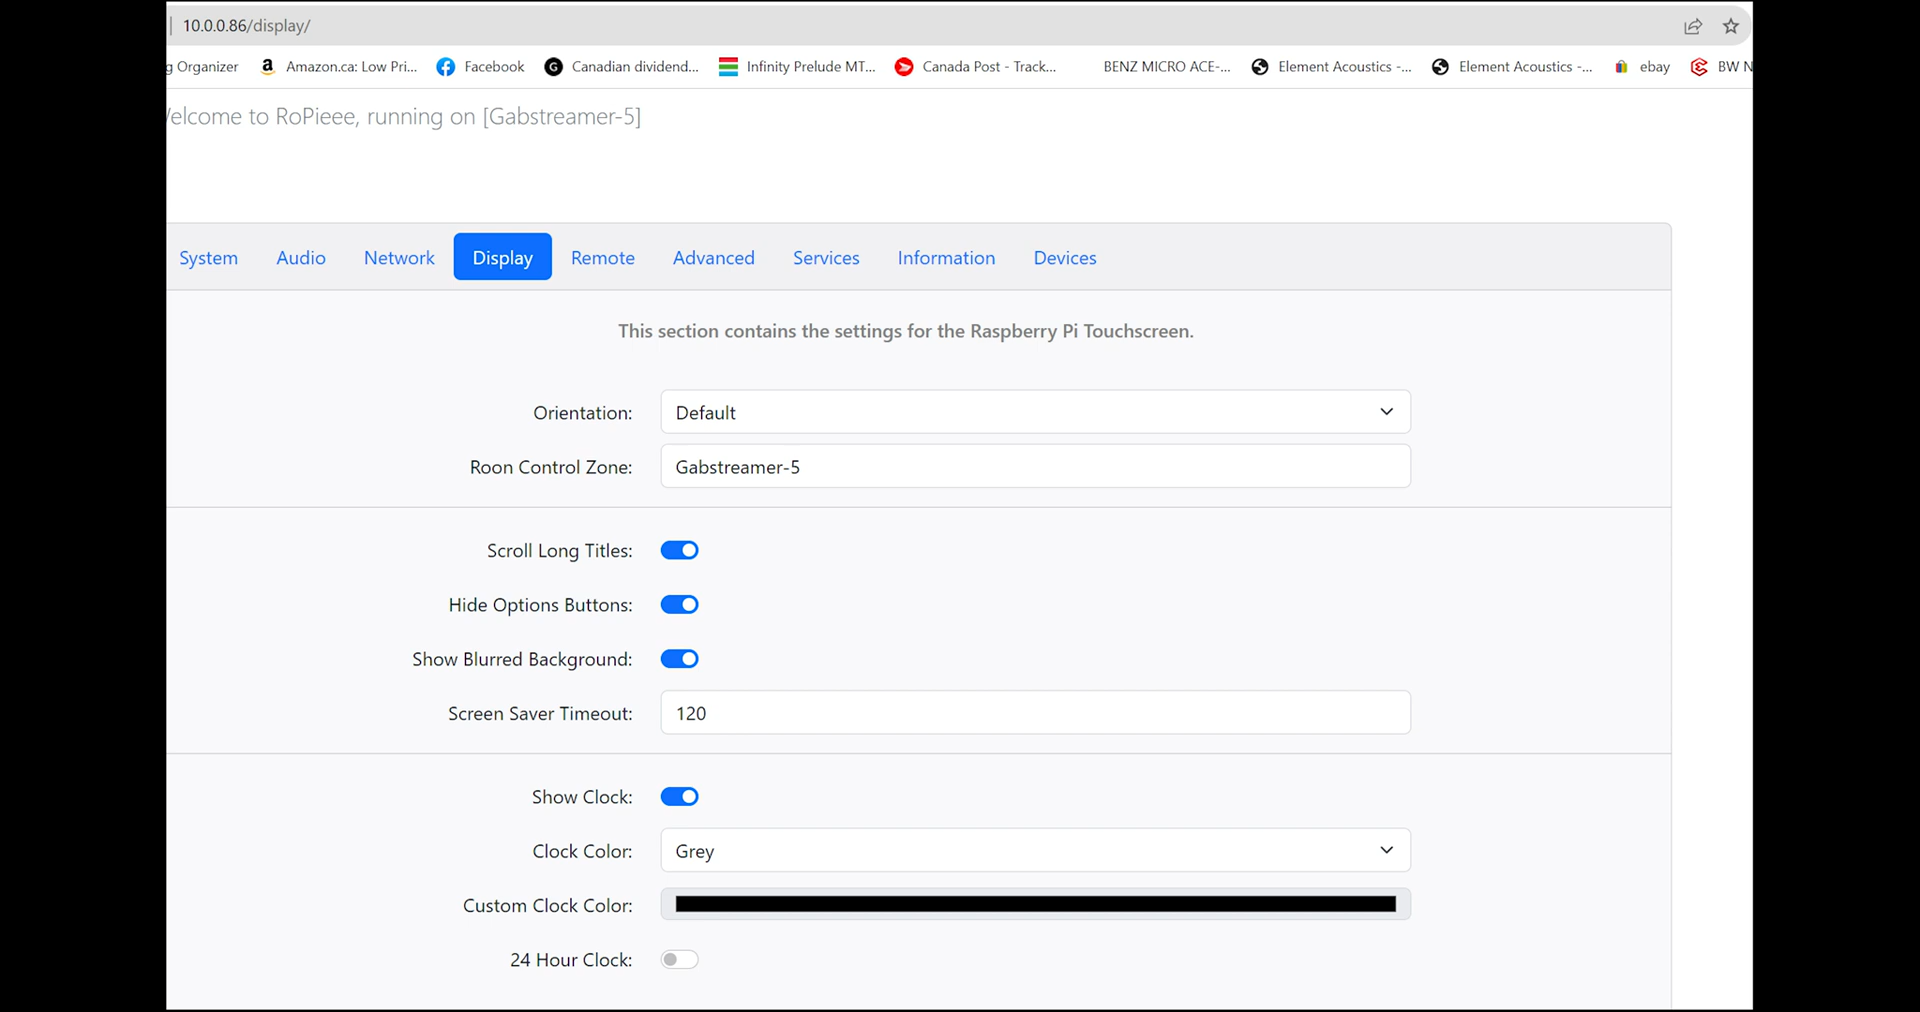 10.0.0.86/display/
g Organizer Amazon.ca: Low Pri... Facebook Canadian dividend... Infinity Prelude MT... Canada Post - Track... BENZ MICRO ACE-... Element Acoustics -... Element Acoustics -... ebay BW N
elcome to RoPieee, running on [Gabstreamer-5]
System Audio Network Display Remote Advanced Services Information Devices
This section contains the settings for the Raspberry Pi Touchscreen.
Orientation: Default
Roon Control Zone: Gabstreamer-5
Scroll Long Titles:
Hide Options Buttons:
Show Blurred Background:
Screen Saver Timeout: 120
Show Clock:
Clock Color: Grey
Custom Clock Color:
24 Hour Clock: